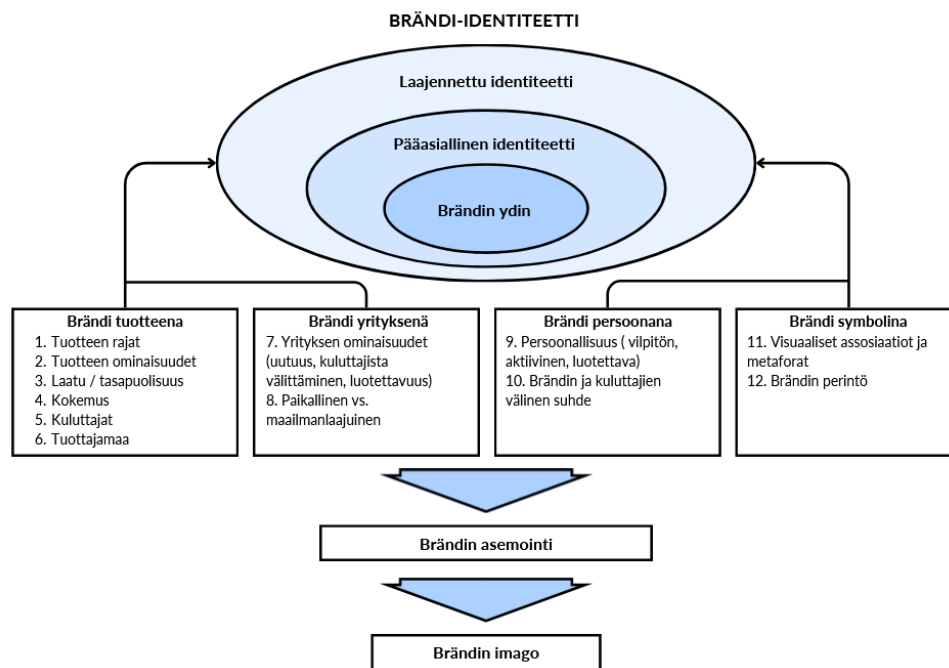 BRÄNDI-IDENTITEETTI
Laajennettu identiteetti
Pääasiallinen identiteetti
Brändin ydin
Brändi tuotteena
1. Tuotteen rajat
2. Tuotteen ominaisuudet
3. Laatu / tasapuolisuus
4. Kokemus
5. Kuluttajat
6. Tuottajamaa
Brändi yrityksenä
7. Yrityksen ominaisuudet
(uutuus, kuluttajista
välittäminen, luotettavuus)
8. Paikallinen vs.
maailmanlaajuinen
Brändi persoonana
9. Persoonallisuus ( vilpitön,
aktiivinen, luotettava)
10. Brändin ja kuluttajien
välinen suhde
Brändi symbolina
11. Visuaaliset assosiaatiot ja
metaforat
12. Brändin perintö
Brändin asemointi
Brändin imago